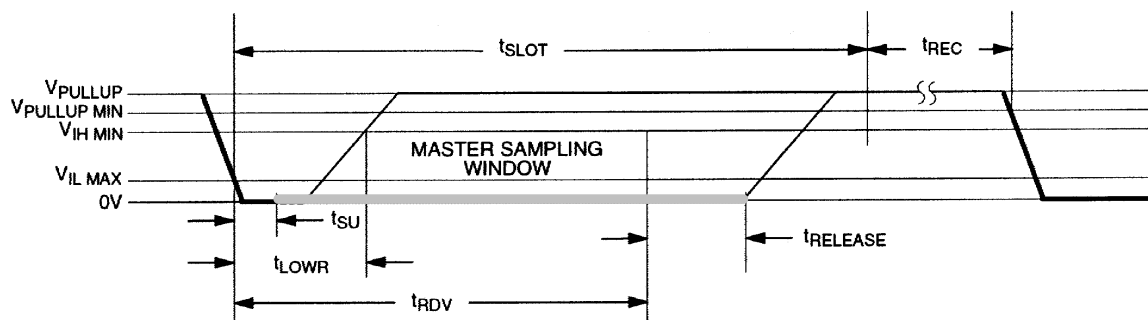 tSLOT
tREC
VPULLUP
VPULLUP MIN
VIH MIN
MASTER SAMPLING
WINDOW
VIL MAX
0V
tSU
tRELEASE
tLOWR
tRDV